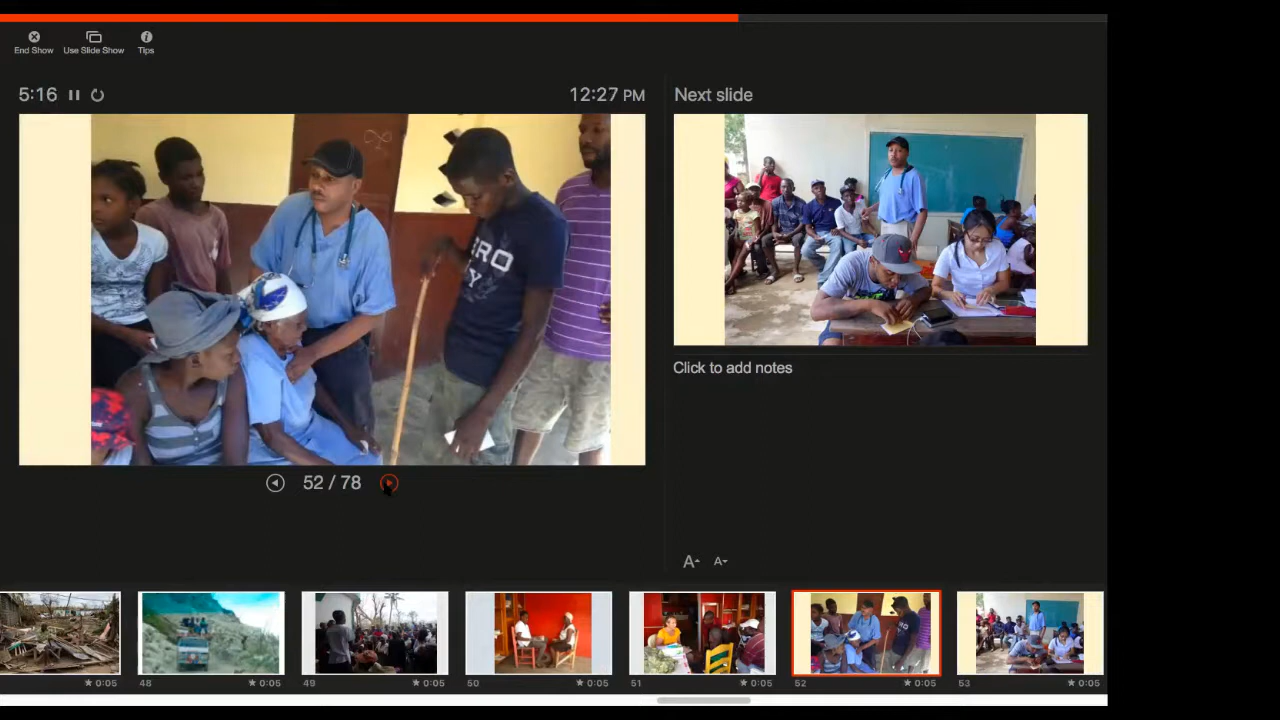 End Show
Use Slide Show
Tips
5:16
12:27 PM
Next slide
ERO
Click to add notes
52 / 78
A
A
0:05
48
0:05
49
0:05
50
0:05
51
0:05
52
0:05
53
0:05